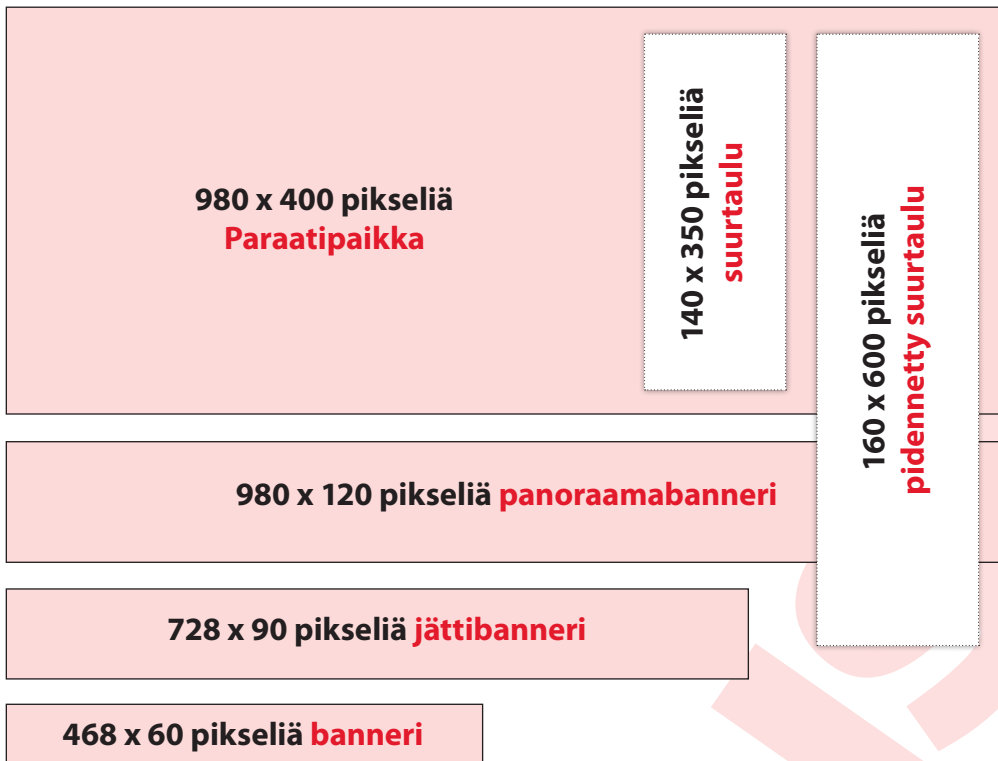 980 x 400 pikseliä
Paraatipaikka
140 x 350 pikseliä
suurtaulu
160 x 600 pikseliä
pidennetty suurtaulu
980 x 120 pikseliä panoraamabanneri
728 x 90 pikseliä jättibanneri
468 x 60 pikseliä banneri